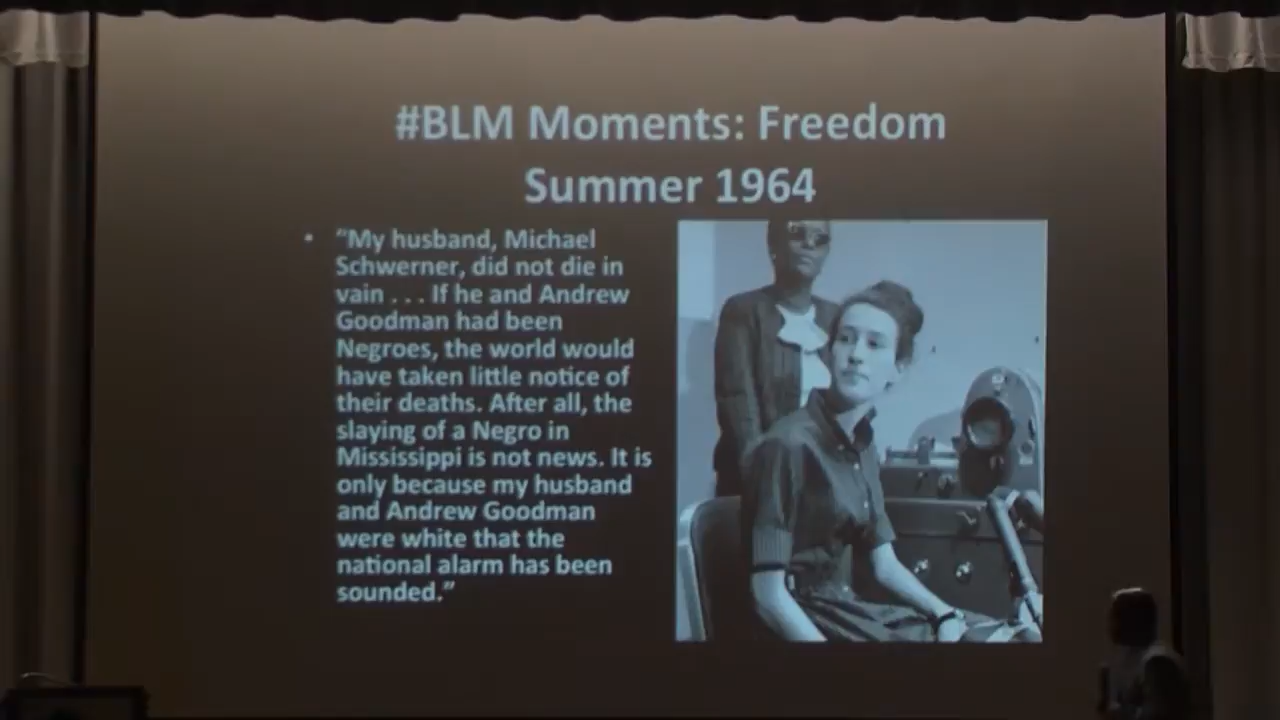 #BLM Moments: Freedom
Summer 1964
• “My husband, Michael
Schwerner, did not die in
vain . . . If he and Andrew
Goodman had been
Negroes, the world would
have taken little notice of
their deaths. After all, the
slaying of a Negro in
Mississippi is not news. It is
only because my husband
and Andrew Goodman
were white that the
national alarm has been
sounded.”